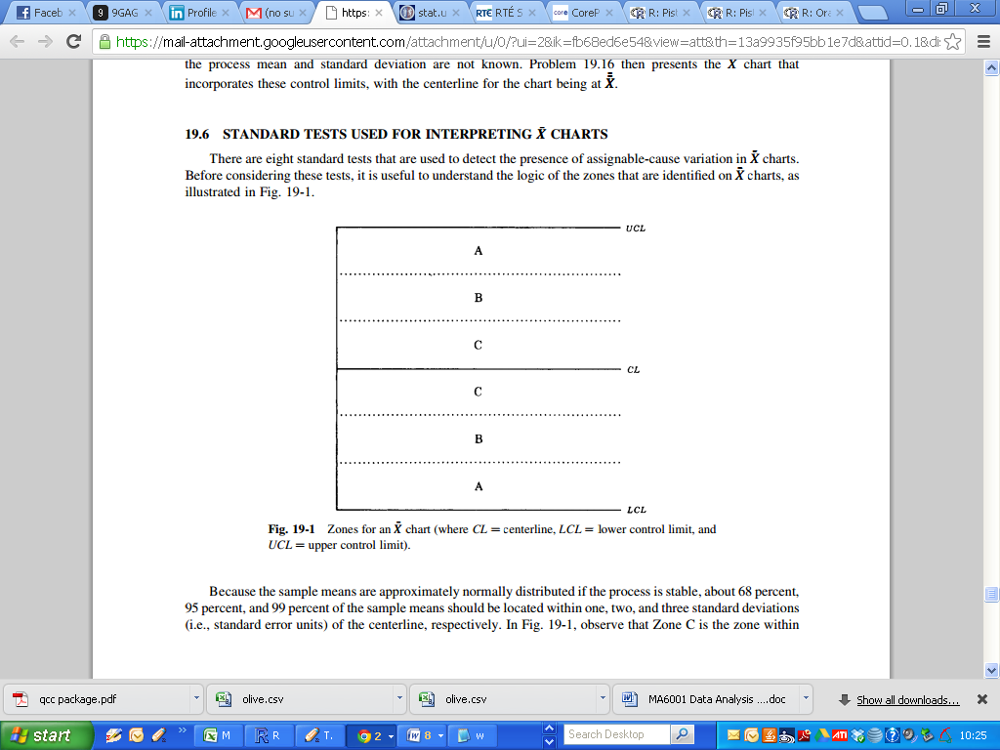 Faceb
9GAG
Profile
M (no su
https:
stat.u
RTÉ RTÉ S
core CoreP
R: Pist
R: Pist
R: Ora
https://mail-attachment.googleusercontent.com/attachment/u/0/?ui=2&ik=fb68ed6e54&view=att&th=13a9935f95bb1e7d&attid=0.1&di
the process mean and standard deviation are not known. Problem 19.16 then presents the X̄ chart that
incorporates these control limits, with the centerline for the chart being at X̿.
19.6 STANDARD TESTS USED FOR INTERPRETING X̄ CHARTS
There are eight standard tests that are used to detect the presence of assignable-cause variation in X̄ charts.
Before considering these tests, it is useful to understand the logic of the zones that are identified on X̄ charts, as
illustrated in Fig. 19-1.
UCL
A
B
C
CL
C
B
A
LCL
Fig. 19-1 Zones for an X̄ chart (where CL = centerline, LCL = lower control limit, and
UCL = upper control limit).
Because the sample means are approximately normally distributed if the process is stable, about 68 percent,
95 percent, and 99 percent of the sample means should be located within one, two, and three standard deviations
(i.e., standard error units) of the centerline, respectively. In Fig. 19-1, observe that Zone C is the zone within
qcc package.pdf
olive.csv
olive.csv
MA6001 Data Analysis ....doc
Show all downloads...
start
M
R
T.
2
8
w
Search Desktop
ATI
10:25